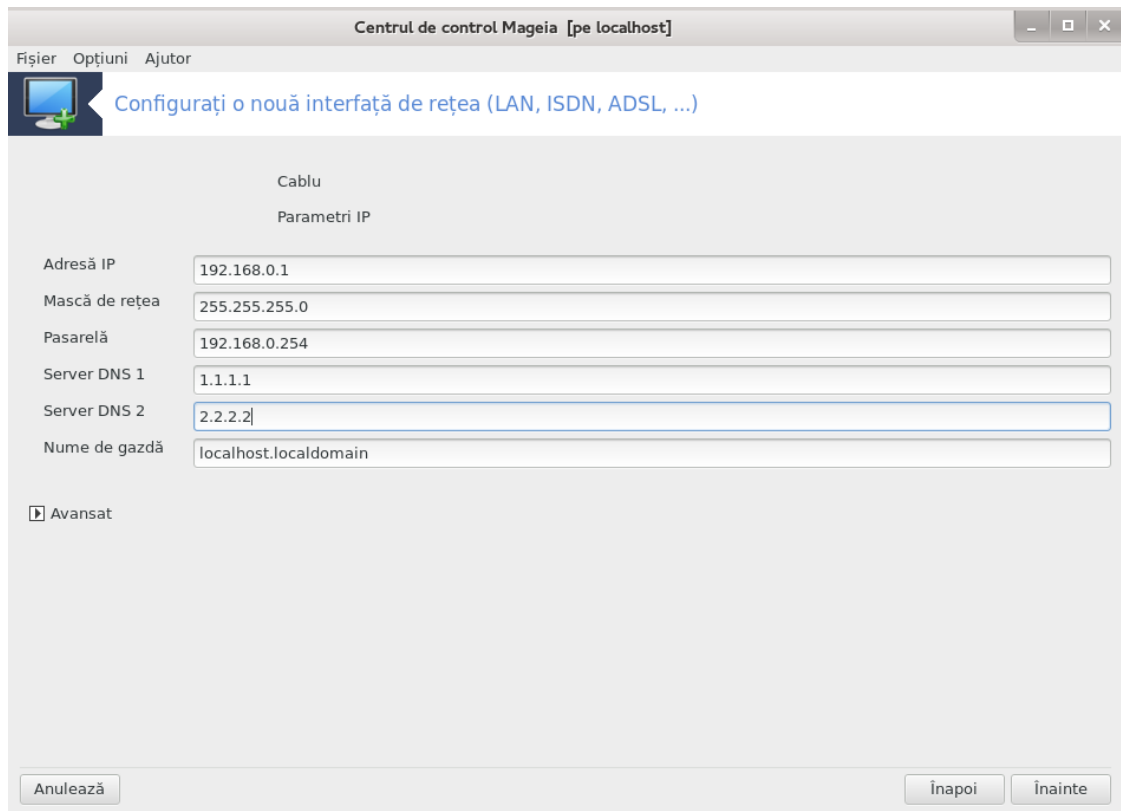 Centrul de control Mageia [pe localhost]
Fișier Opțiuni Ajutor
Configurați o nouă interfață de rețea (LAN, ISDN, ADSL, ...)
Cablu
Parametri IP
Adresă IP 192.168.0.1
Mască de rețea 255.255.255.0
Pasarelă 192.168.0.254
Server DNS 1 1.1.1.1
Server DNS 2 2.2.2.2
Nume de gazdă localhost.localdomain
Avansat
Anulează Înapoi Înainte